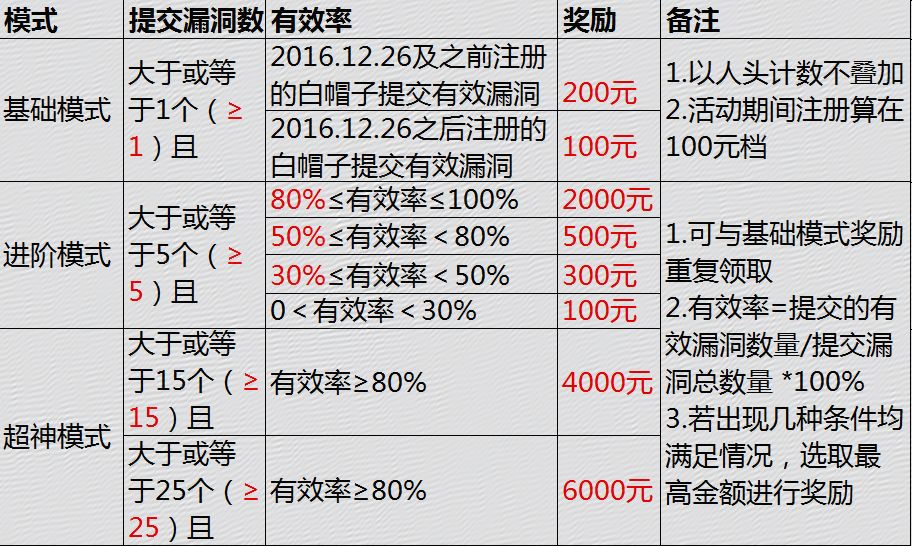 模式 提交漏洞数 有效率 奖励 备注
基础模式
大于或等
于1个（≥
1）且
2016.12.26及之前注册
的白帽子提交有效漏洞
200元
2016.12.26之后注册的
白帽子提交有效漏洞
100元
1.以人头计数不叠加
2.活动期间注册算在
100元档
进阶模式
大于或等
于5个（≥
5）且
80%≤有效率≤100% 2000元
50%≤有效率＜80% 500元
30%≤有效率＜50% 300元
0＜有效率＜30% 100元
超神模式
大于或等
于15个（≥
15）且
有效率≥80% 4000元
大于或等
于25个（≥
25）且
有效率≥80% 6000元
1.可与基础模式奖励
重复领取
2.有效率=提交的有
效漏洞数量/提交漏
洞总数量 *100%
3.若出现几种条件均
满足情况，选取最
高金额进行奖励